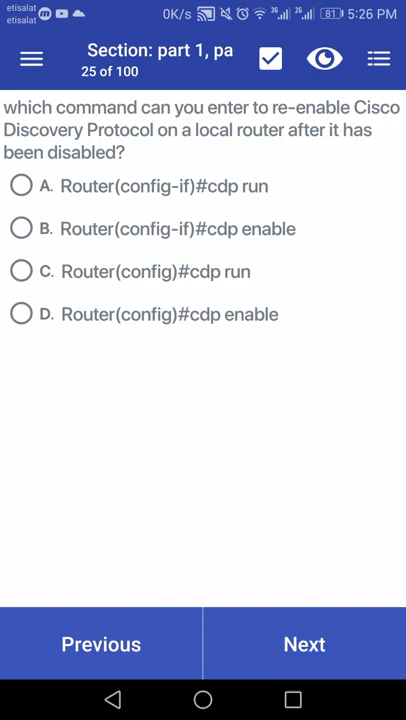 etisalat
etisalat
0K/s 3G 2G 81 5:26 PM
Section: part 1, pa
25 of 100
which command can you enter to re-enable Cisco
Discovery Protocol on a local router after it has
been disabled?
A. Router(config-if)#cdp run
B. Router(config-if)#cdp enable
C. Router(config)#cdp run
D. Router(config)#cdp enable
Previous Next